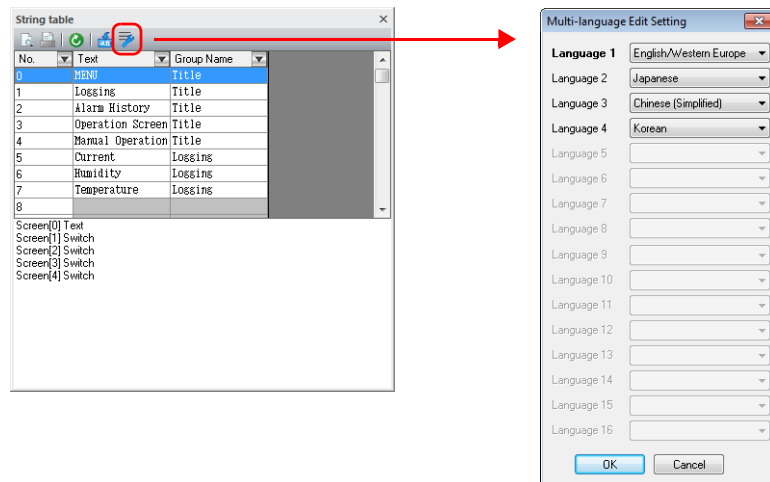 String table
No. Text Group Name
0 MENU Title
1 Logging Title
2 Alarm History Title
3 Operation Screen Title
4 Manual Operation Title
5 Current Logging
6 Humidity Logging
7 Temperature Logging
8
Screen[0] Text
Screen[1] Switch
Screen[2] Switch
Screen[3] Switch
Screen[4] Switch
Multi-language Edit Setting
Language 1 English/Western Europe
Language 2 Japanese
Language 3 Chinese (Simplified)
Language 4 Korean
Language 5
Language 6
Language 7
Language 8
Language 9
Language 10
Language 11
Language 12
Language 13
Language 14
Language 15
Language 16
OK Cancel